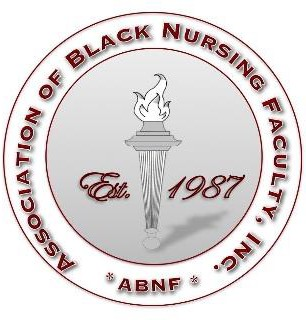 Association of Black Nursing Faculty, Inc.
Est. 1987
* ABNF *